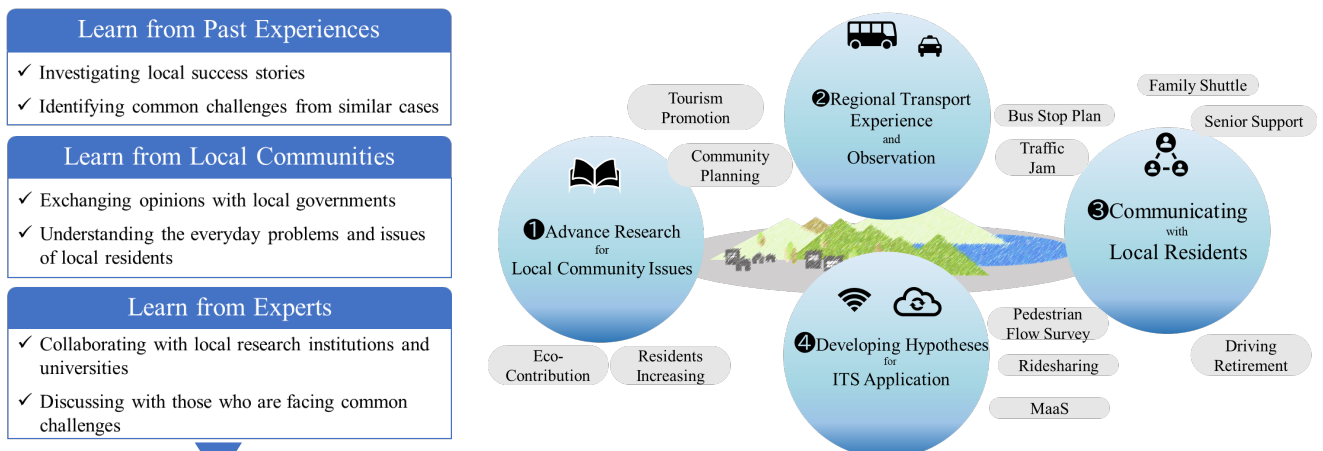 Learn from Past Experiences
✓ Investigating local success stories
✓ Identifying common challenges from similar cases
Learn from Local Communities
✓ Exchanging opinions with local governments
✓ Understanding the everyday problems and issues
of local residents
Learn from Experts
✓ Collaborating with local research institutions and
universities
✓ Discussing with those who are facing common
challenges
❶Advance Research
for
Local Community Issues
Tourism
Promotion
Community
Planning
Eco-
Contribution
Residents
Increasing
❷Regional Transport
Experience
and
Observation
Bus Stop Plan
Traffic
Jam
Family Shuttle
Senior Support
❸Communicating
with
Local Residents
Driving
Retirement
❹Developing Hypotheses
for
ITS Application
Pedestrian
Flow Survey
Ridesharing
MaaS